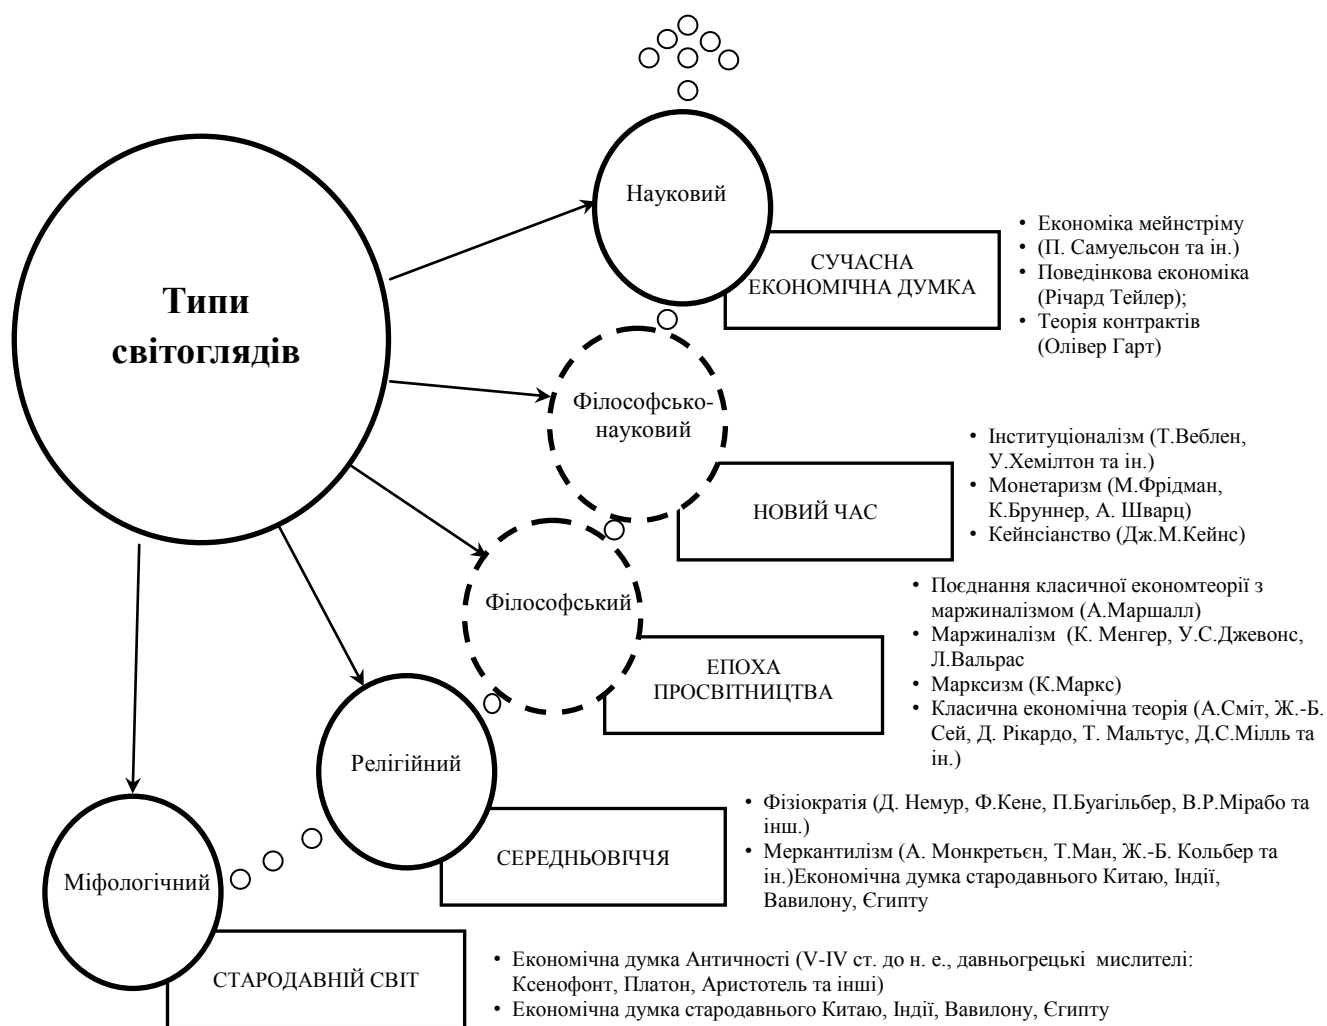 Типи
світоглядів
Науковий
СУЧАСНА
ЕКОНОМІЧНА ДУМКА
• Економіка мейнстріму
• (П. Самуельсон та ін.)
• Поведінкова економіка
(Річард Тейлер);
• Теорія контрактів
(Олівер Гарт)
Філософсько-
науковий
НОВИЙ ЧАС
• Інституціоналізм (Т.Веблен,
У.Хемілтон та ін.)
• Монетаризм (М.Фрідман,
К.Бруннер, А. Шварц)
• Кейнсіанство (Дж.М.Кейнс)
Філософський
ЕПОХА
ПРОСВІТНИЦТВА
• Поєднання класичної економтеорії з
маржиналізмом (А.Маршалл)
• Маржиналізм (К. Менгер, У.С.Джевонс,
Л.Вальрас
• Марксизм (К.Маркс)
• Класична економічна теорія (А.Сміт, Ж.-Б.
Сей, Д. Рікардо, Т. Мальтус, Д.С.Мілль та
ін.)
Релігійний
СЕРЕДНЬОВІЧЧЯ
• Фізіократія (Д. Немур, Ф.Кене, П.Буагільбер, В.Р.Мірабо та
інш.)
• Меркантилізм (А. Монкретьєн, Т.Ман, Ж.-Б. Кольбер та
ін.)Економічна думка стародавнього Китаю, Індії,
Вавилону, Єгипту
Міфологічний
СТАРОДАВНІЙ СВІТ
• Економічна думка Античності (V-IV ст. до н. е., давньогрецькі мислителі:
Ксенофонт, Платон, Аристотель та інші)
• Економічна думка стародавнього Китаю, Індії, Вавилону, Єгипту